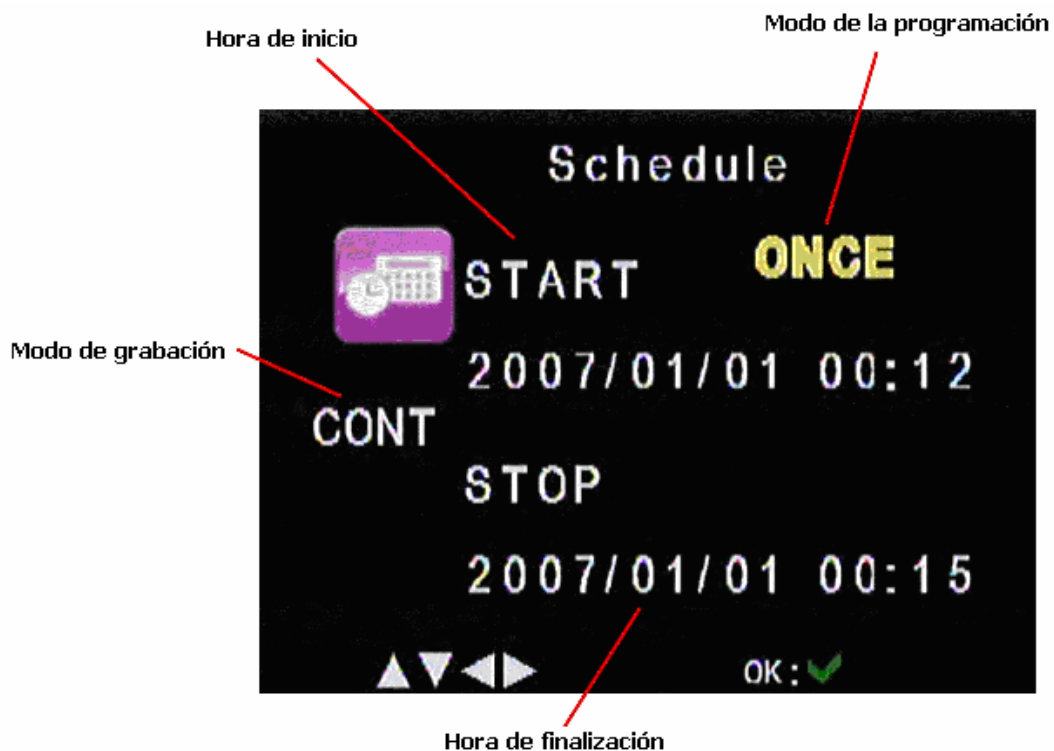 Modo de la programación
Hora de inicio
Schedule
ONCE
START
Modo de grabación
2007/01/01 00:12
CONT
STOP
2007/01/01 00:15
OK:
Hora de finalización